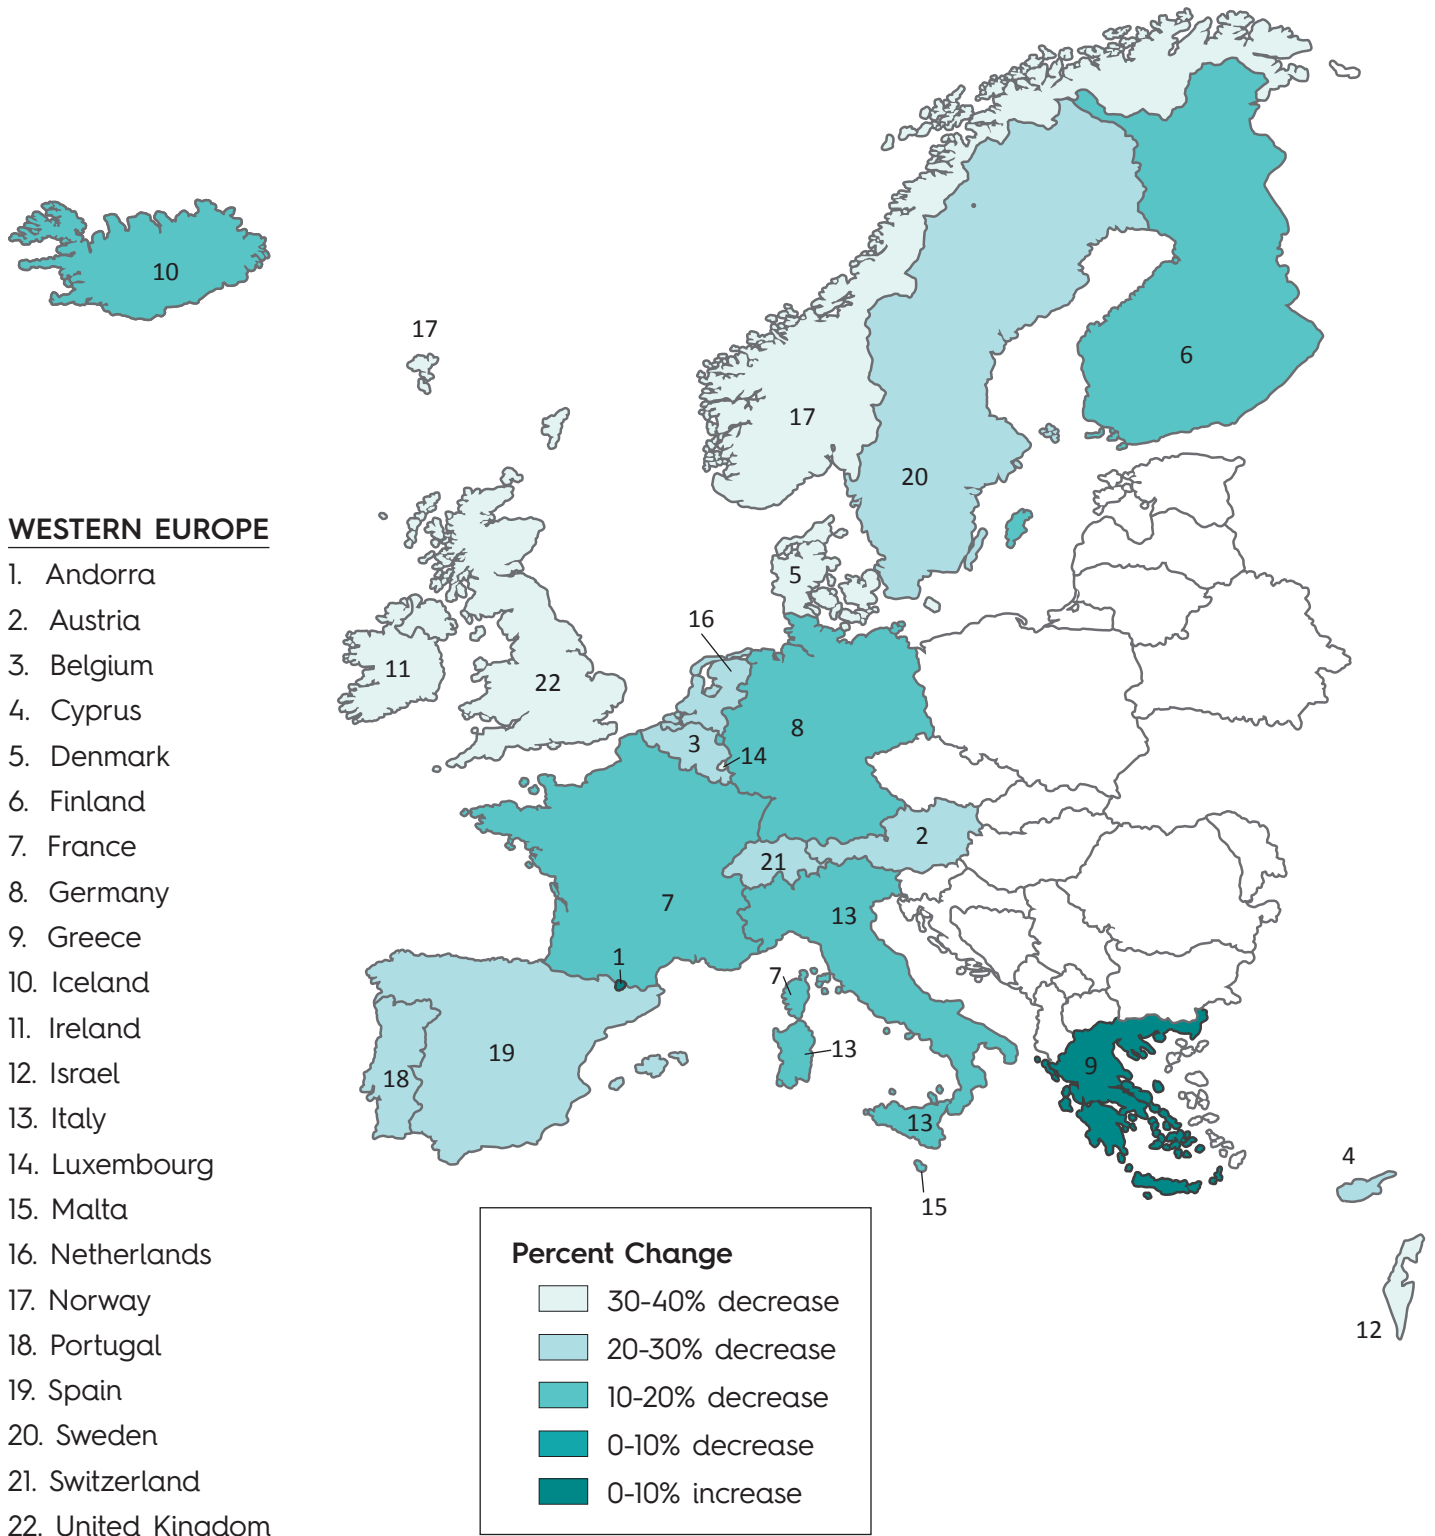 10
17
6
17
20
WESTERN EUROPE
1. Andorra
2. Austria
3. Belgium
4. Cyprus
5. Denmark
6. Finland
7. France
8. Germany
9. Greece
10. Iceland
11. Ireland
12. Israel
13. Italy
14. Luxembourg
15. Malta
16. Netherlands
17. Norway
18. Portugal
19. Spain
20. Sweden
21. Switzerland
22. United Kingdom
5
16
11
22
8
3
14
2
21
7
13
1
7
19
13
9
18
13
4
15
12
Percent Change
30-40% decrease
20-30% decrease
10-20% decrease
0-10% decrease
0-10% increase